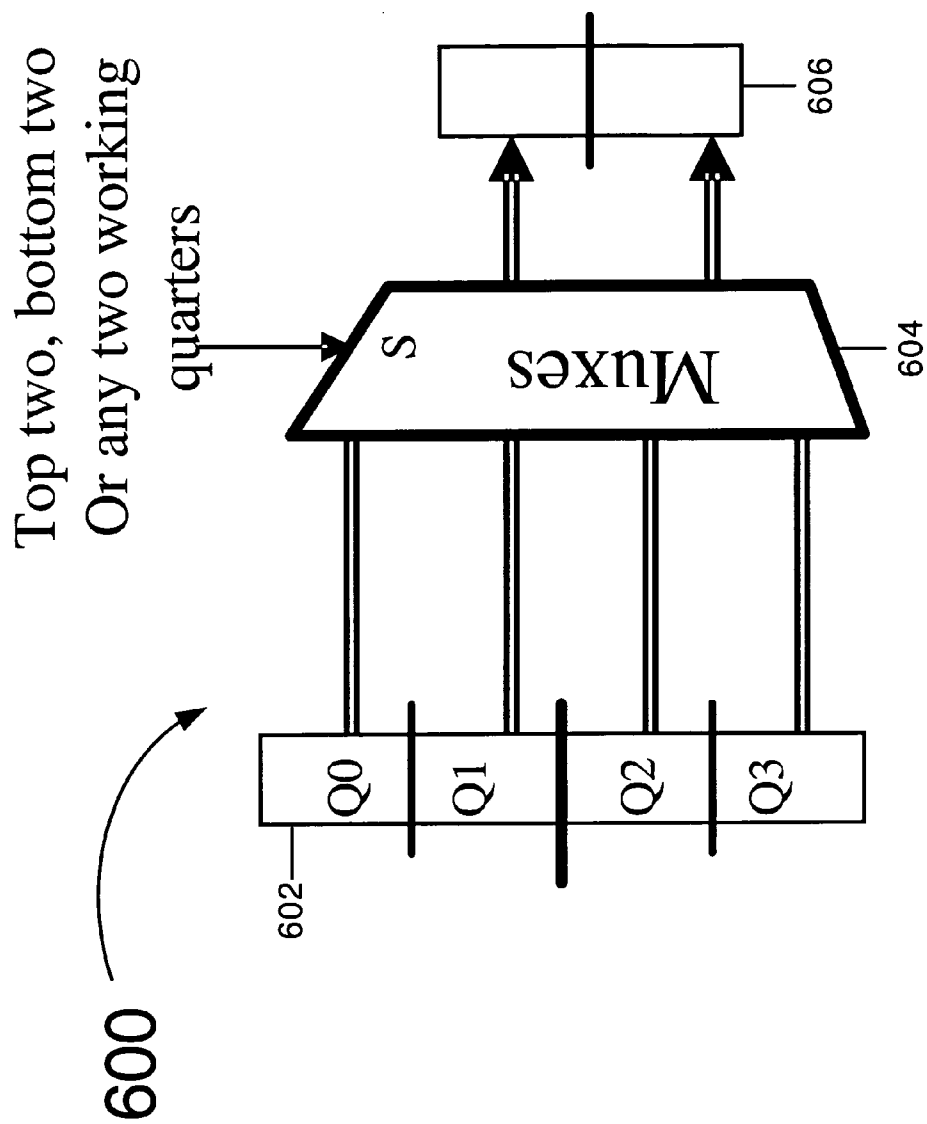 Top two, bottom two
Or any two working
quarters
600
602
Q0
Q1
Q2
Q3
S
Muxes
604
606